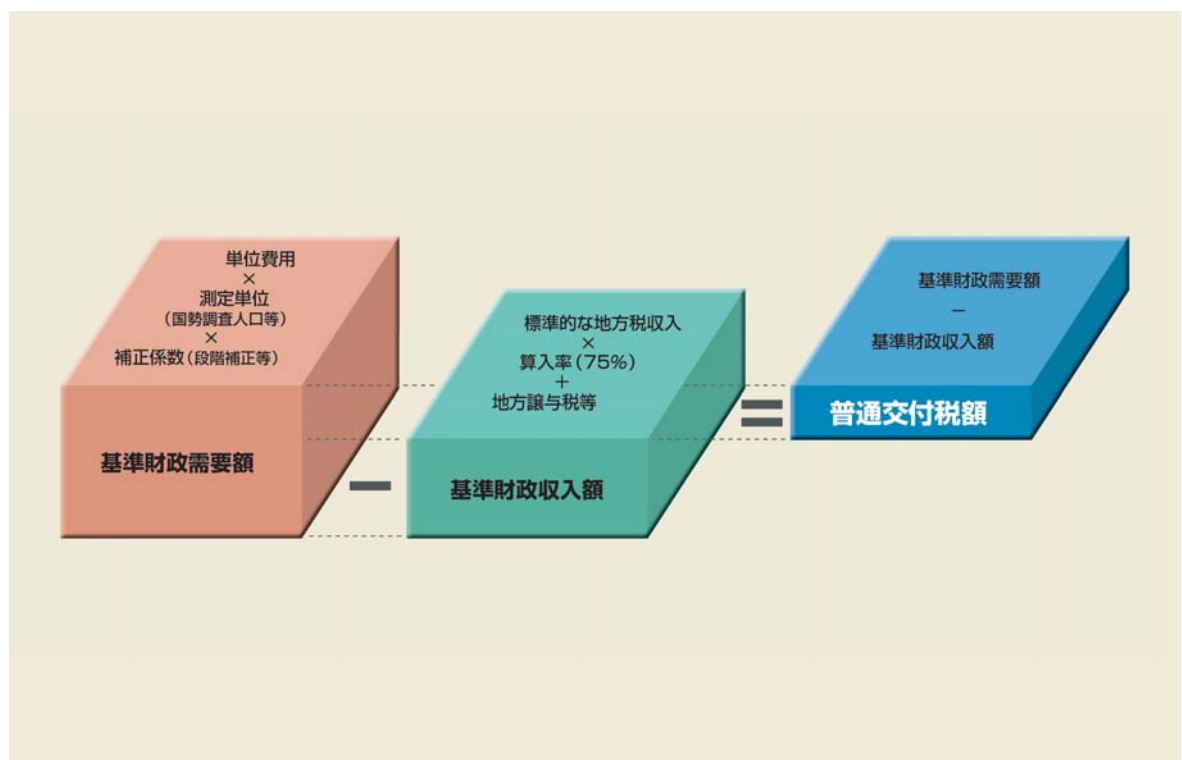 単位費用
×
測定単位
(国勢調査人口等)
×
補正係数(段階補正等)
基準財政需要額
－
標準的な地方税収入
×
算入率(75%)
＋
地方譲与税等
基準財政収入額
＝
基準財政需要額
－
基準財政収入額
普通交付税額